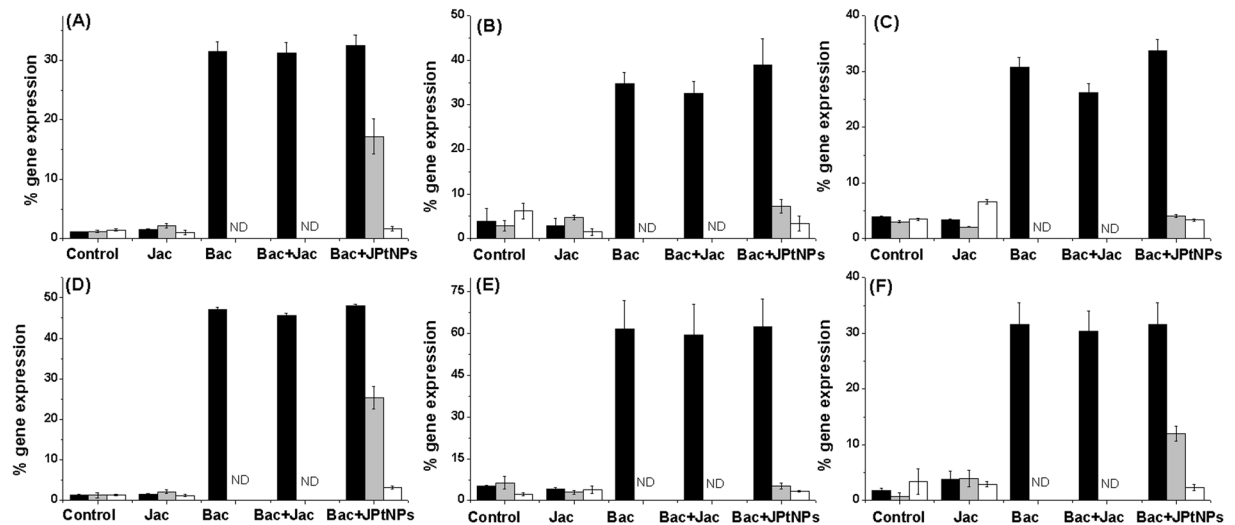 (A)
% gene expression
30
20
10
0
ND
ND
Control Jac Bac Bac+Jac Bac+JPtNPs
(B)
% gene expression
50
40
30
20
10
0
ND
ND
Control Jac Bac Bac+Jac Bac+JPtNPs
(C)
% gene expression
40
30
20
10
0
ND
ND
Control Jac Bac Bac+Jac Bac+JPtNPs
(D)
% gene expression
50
40
30
20
10
0
ND
ND
Control Jac Bac Bac+Jac Bac+JPtNPs
(E)
% gene expression
75
60
45
30
15
0
ND
ND
Control Jac Bac Bac+Jac Bac+JPtNPs
(F)
% gene expression
40
30
20
10
0
ND
ND
Control Jac Bac Bac+Jac Bac+JPtNPs